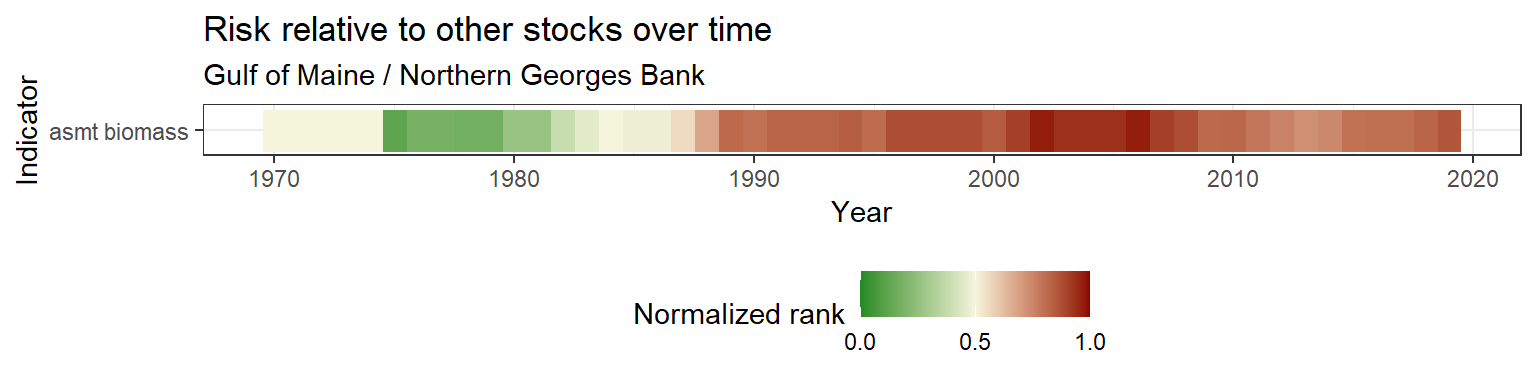 Risk relative to other stocks over time
Gulf of Maine / Northern Georges Bank
Indicator
asmt biomass
1970 1980 1990 2000 2010 2020
Year
Normalized rank
0.0 0.5 1.0